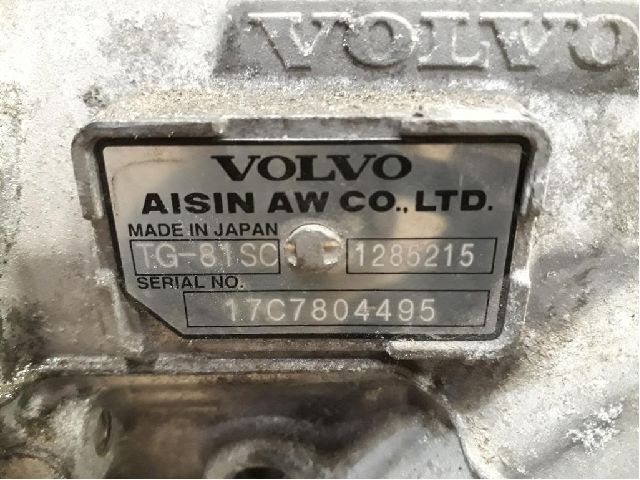 VOLVO
VOLVO
AISIN AW CO., LTD.
MADE IN JAPAN
TG-81SC 1285215
SERIAL NO.
17C7804495